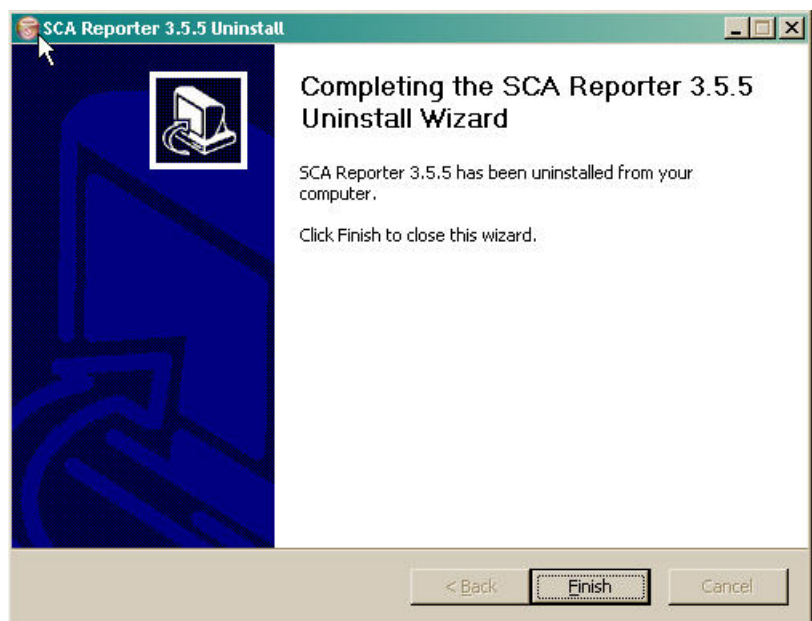 SCA Reporter 3.5.5 Uninstall
Completing the SCA Reporter 3.5.5
Uninstall Wizard
SCA Reporter 3.5.5 has been uninstalled from your
computer.
Click Finish to close this wizard.
< Back
Finish
Cancel